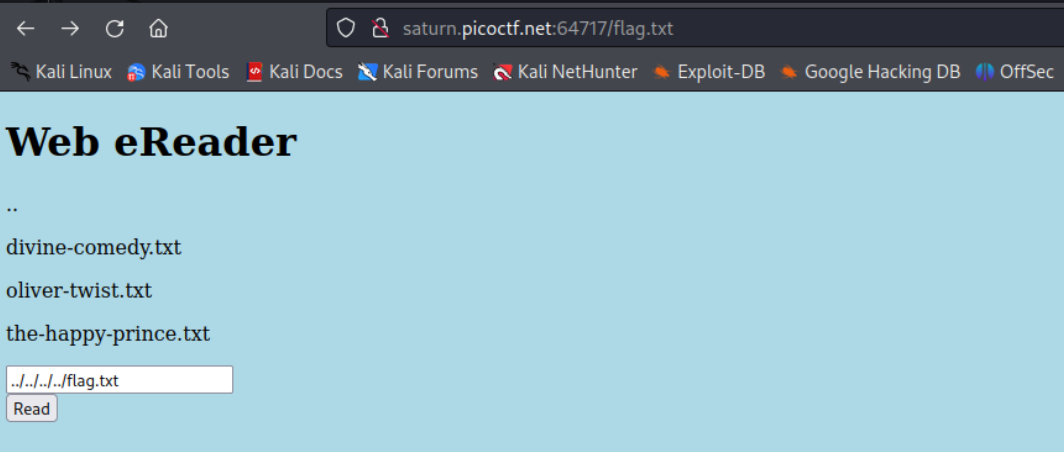 saturn.picoctf.net:64717/flag.txt
Kali Linux Kali Tools Kali Docs Kali Forums Kali NetHunter Exploit-DB Google Hacking DB OffSec
Web eReader
..
divine-comedy.txt
oliver-twist.txt
the-happy-prince.txt
../../../../flag.txt
Read